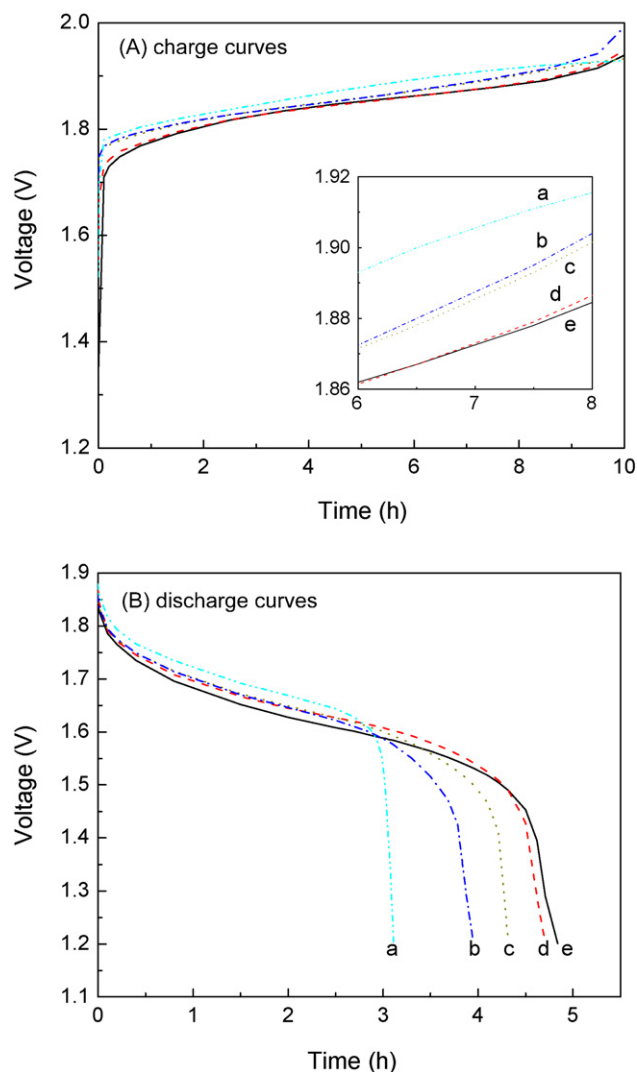 (A) charge curves
2.0
1.8
1.6
1.4
1.2
Voltage (V)
0 2 4 6 8 10
Time (h)
1.92
1.90
1.88
1.86
6 7 8
a
b
c
d
e
(B) discharge curves
1.9
1.8
1.7
1.6
1.5
1.4
1.3
1.2
1.1
Voltage (V)
a b c d e
0 1 2 3 4 5
Time (h)